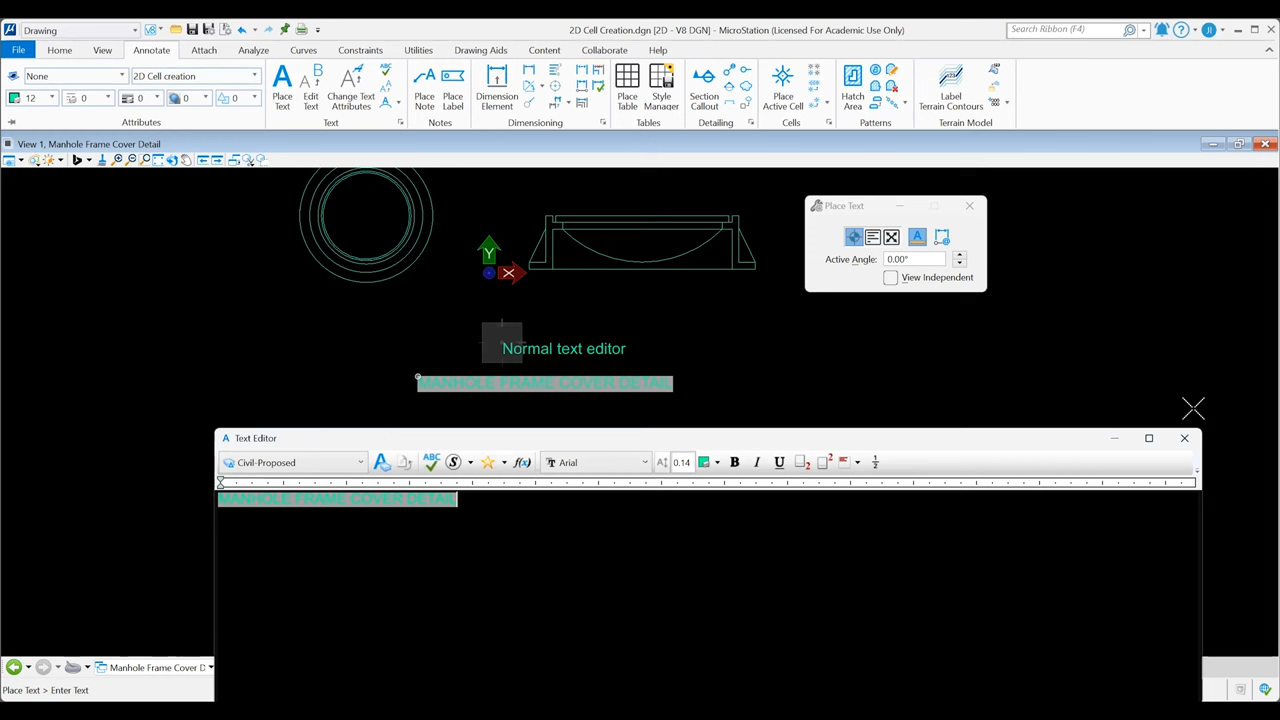 Drawing
2D Cell Creation.dgn [2D - V8 DGN] - MicroStation (Licensed For Academic Use Only)
Search Ribbon (F4)
JI
File Home View Annotate Attach Analyze Curves Constraints Utilities Drawing Aids Content Collaborate Help
None 2D Cell creation
12 0 0 0 0
Place Text
Edit Text
Change Text Attributes
Place Note
Place Label
Dimension Element
Place Table
Style Manager
Section Callout
Place Active Cell
Hatch Area
Label Terrain Contours
Attributes Text Notes Dimensioning Tables Detailing Cells Patterns Terrain Model
View 1, Manhole Frame Cover Detail
Place Text
Active Angle: 0.00°
View Independent
Y
X
Normal text editor
MANHOLE FRAME COVER DETAIL
Text Editor
Civil-Proposed ABC S f(x) Arial 0.14 B I U
MANHOLE FRAME COVER DETAIL
Manhole Frame Cover D
Place Text > Enter Text